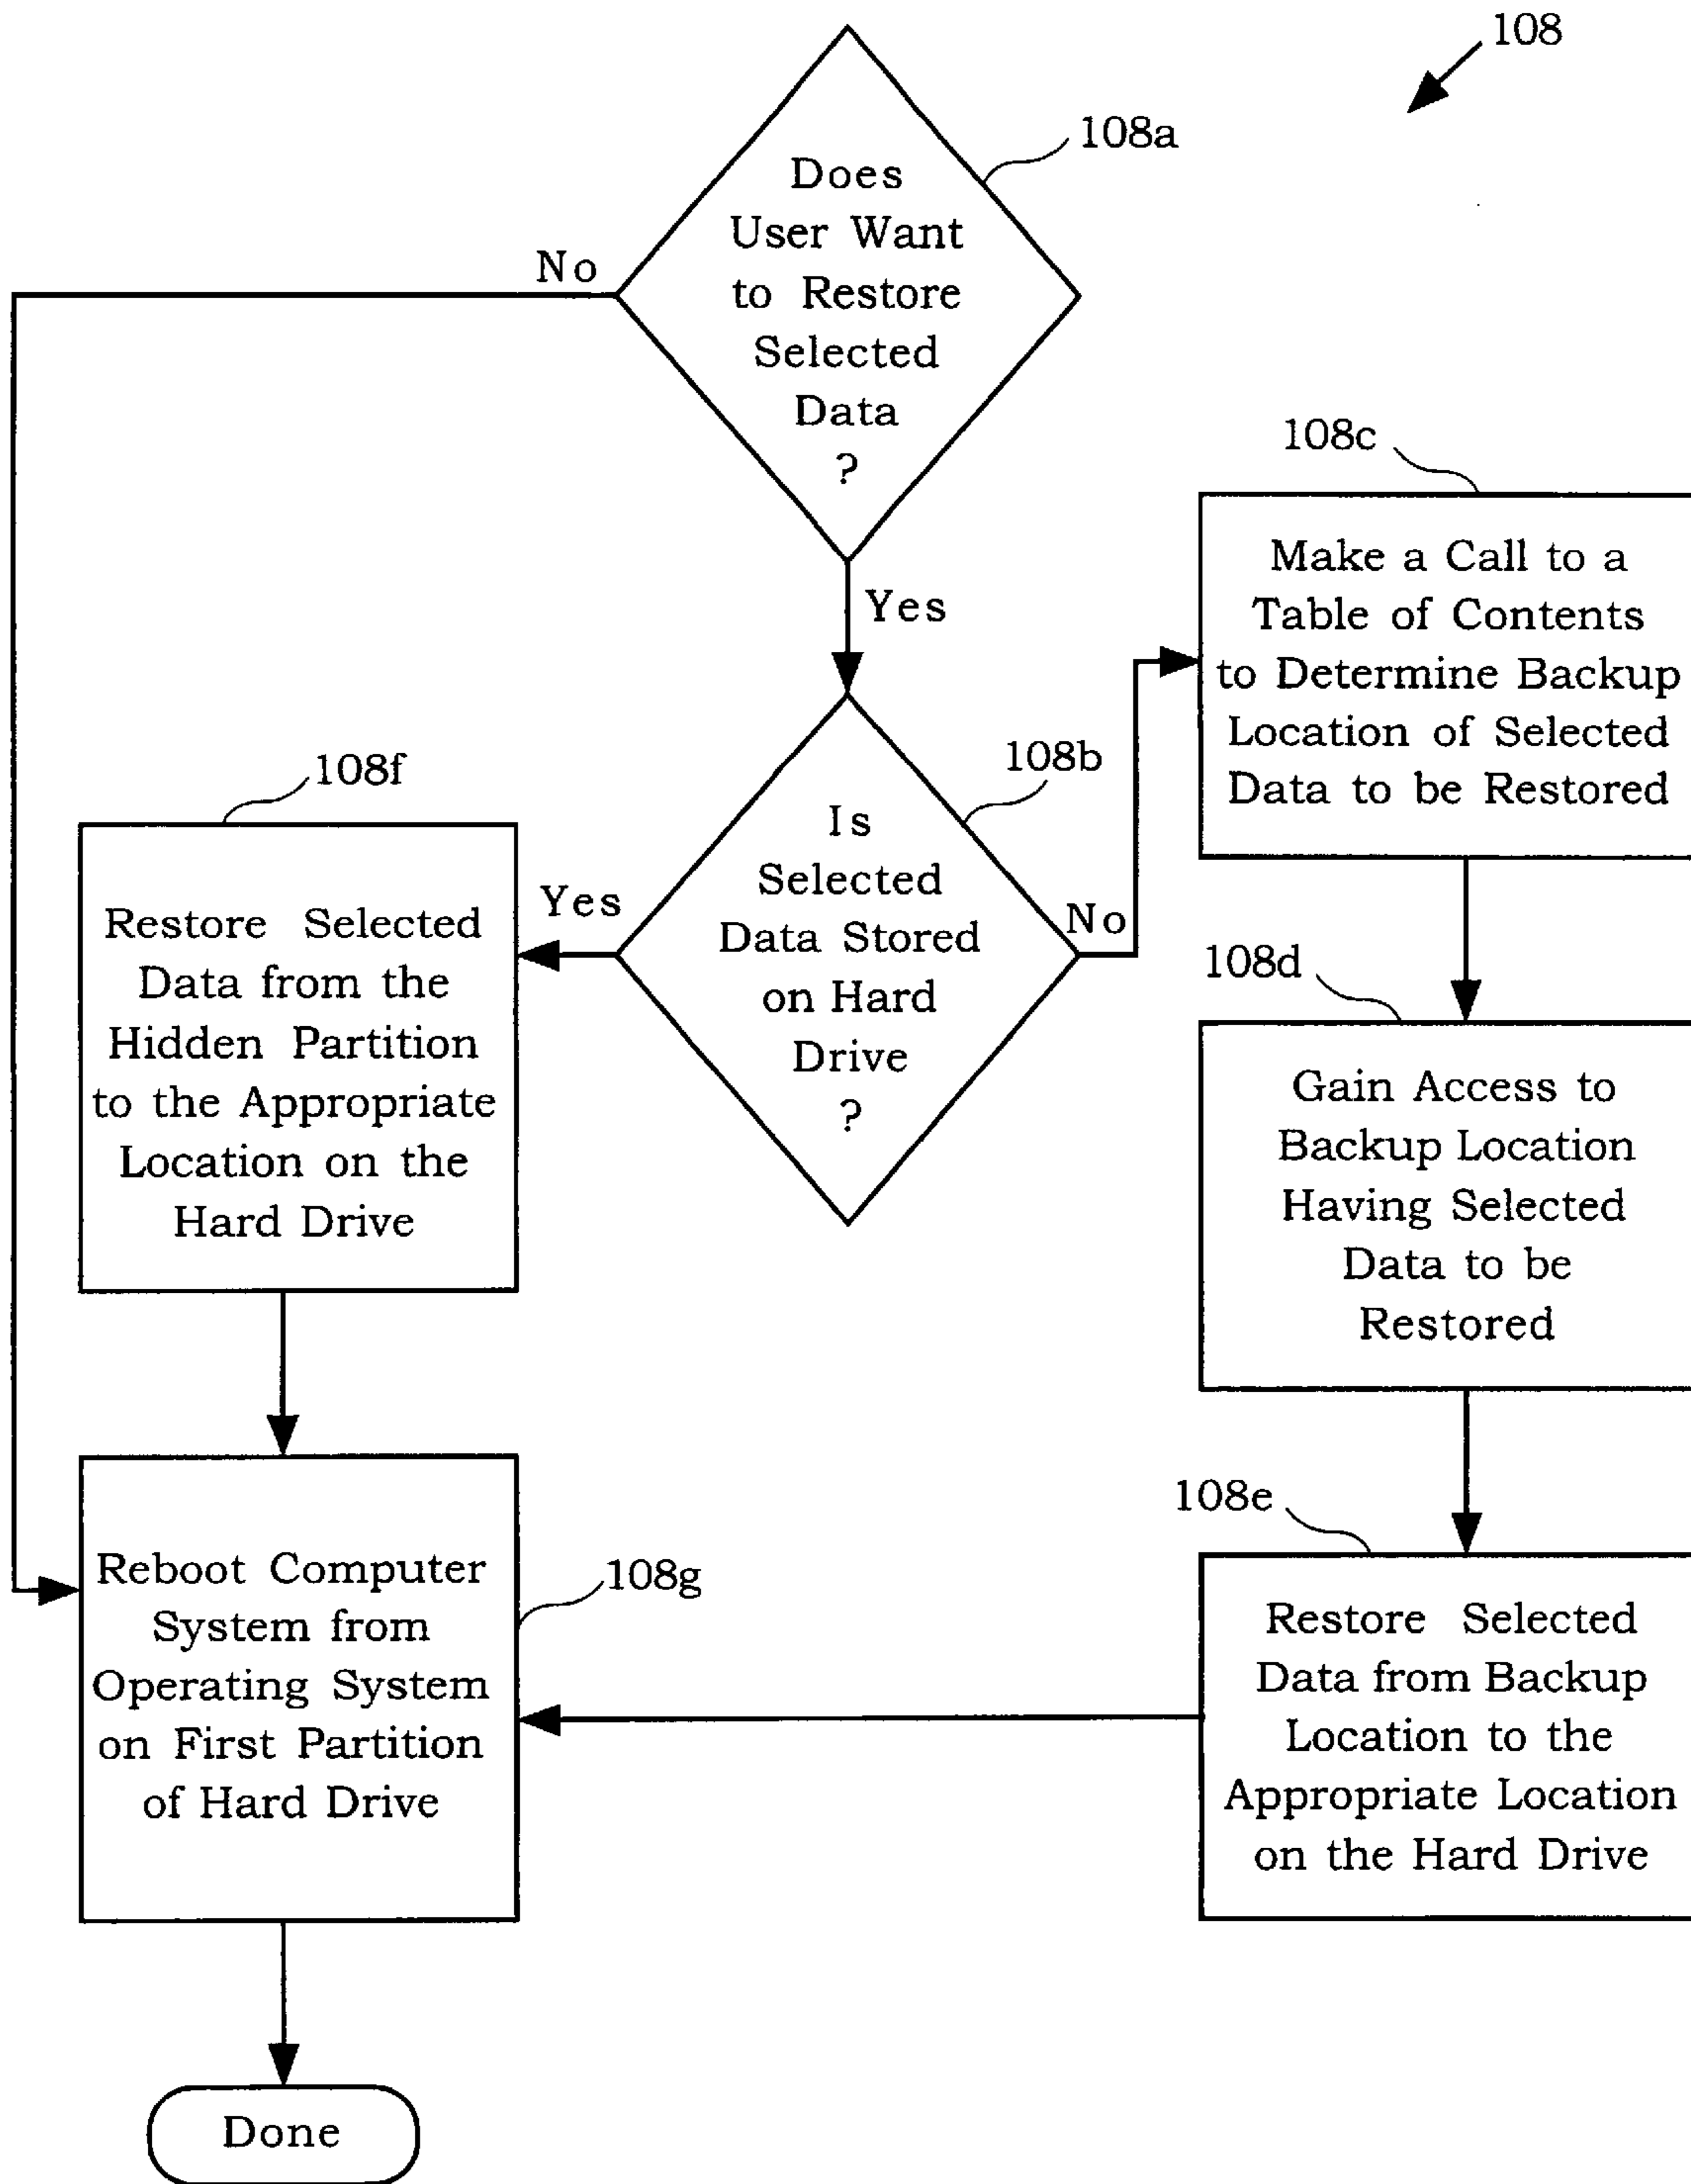 108
108a
Does
User Want
to Restore
Selected
Data
?
No
Yes
108b
Is
Selected
Data Stored
on Hard
Drive
?
Yes
No
108c
Make a Call to a
Table of Contents
to Determine Backup
Location of Selected
Data to be Restored
108d
Gain Access to
Backup Location
Having Selected
Data to be
Restored
108e
Restore Selected
Data from Backup
Location to the
Appropriate Location
on the Hard Drive
108f
Restore Selected
Data from the
Hidden Partition
to the Appropriate
Location on the
Hard Drive
108g
Reboot Computer
System from
Operating System
on First Partition
of Hard Drive
Done